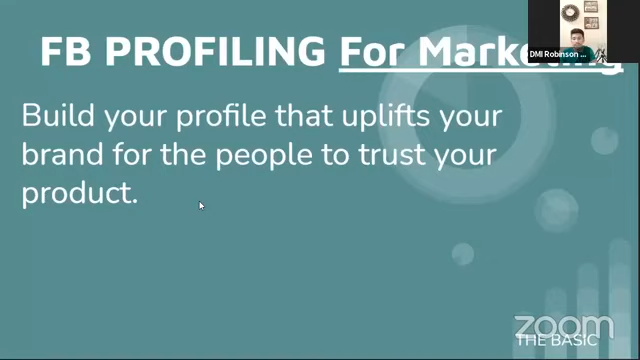 FB PROFILING For Marketing
DMI Robinson ...
Build your profile that uplifts your
brand for the people to trust your
product.
zoom
THE BASIC